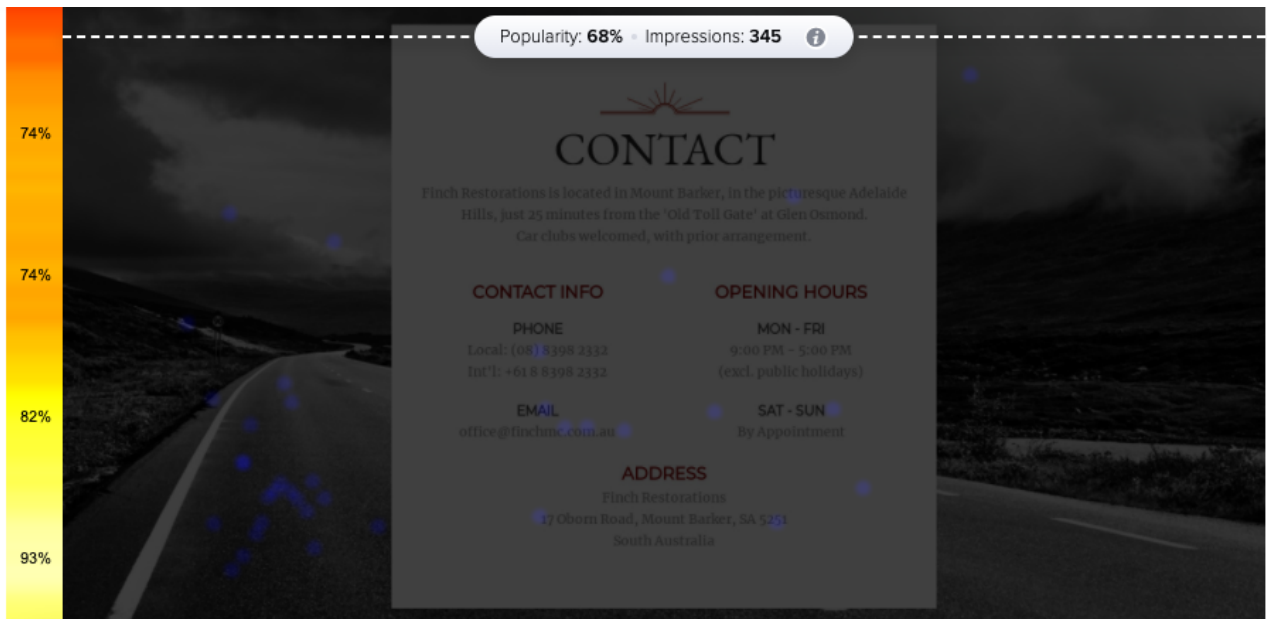 Popularity: 68% • Impressions: 345 i
74%
CONTACT
Finch Restorations is located in Mount Barker, in the picturesque Adelaide
Hills, just 25 minutes from the 'Old Toll Gate' at Glen Osmond.
Car clubs welcomed, with prior arrangement.
74%
CONTACT INFO
PHONE
Local: (08) 8398 2332
Int'l: +61 8 8398 2332
EMAIL
office@finchmc.com.au
OPENING HOURS
MON - FRI
9:00 PM – 5:00 PM
(excl. public holidays)
SAT - SUN
By Appointment
82%
ADDRESS
Finch Restorations
17 Oborn Road, Mount Barker, SA 5251
South Australia
93%